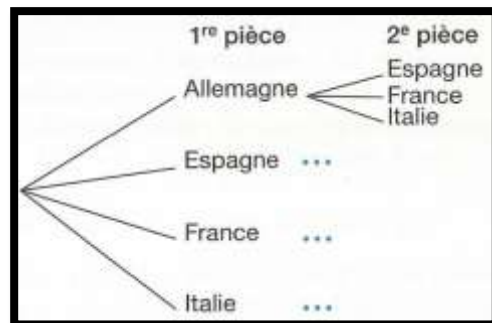 1re pièce 2e pièce
Espagne
Allemagne France
Italie
Espagne ...
France ...
Italie ...